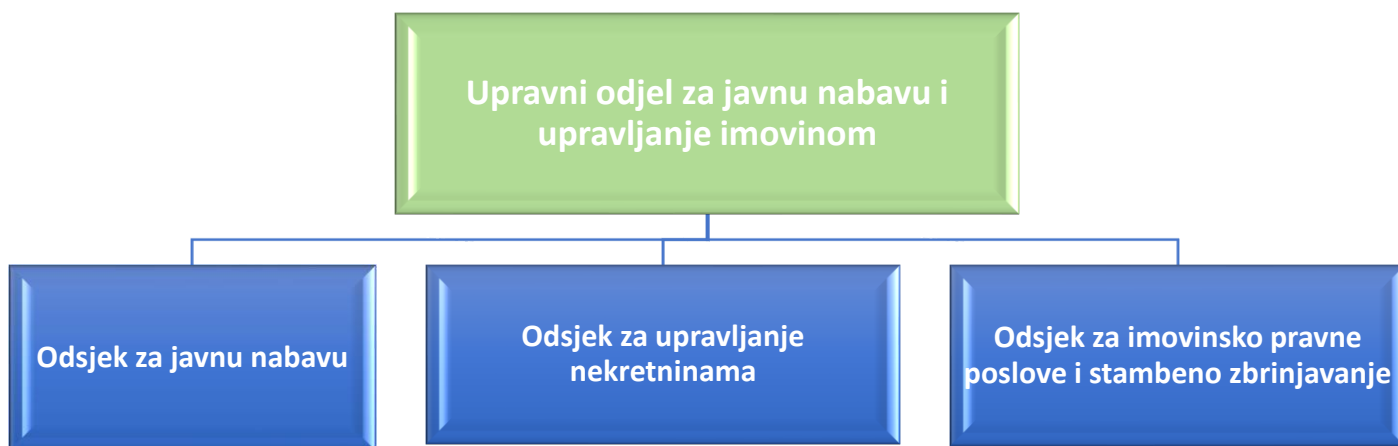 Upravni odjel za javnu nabavu i
upravljanje imovinom
Odsjek za javnu nabavu
Odsjek za upravljanje
nekretninama
Odsjek za imovinsko pravne
poslove i stambeno zbrinjavanje